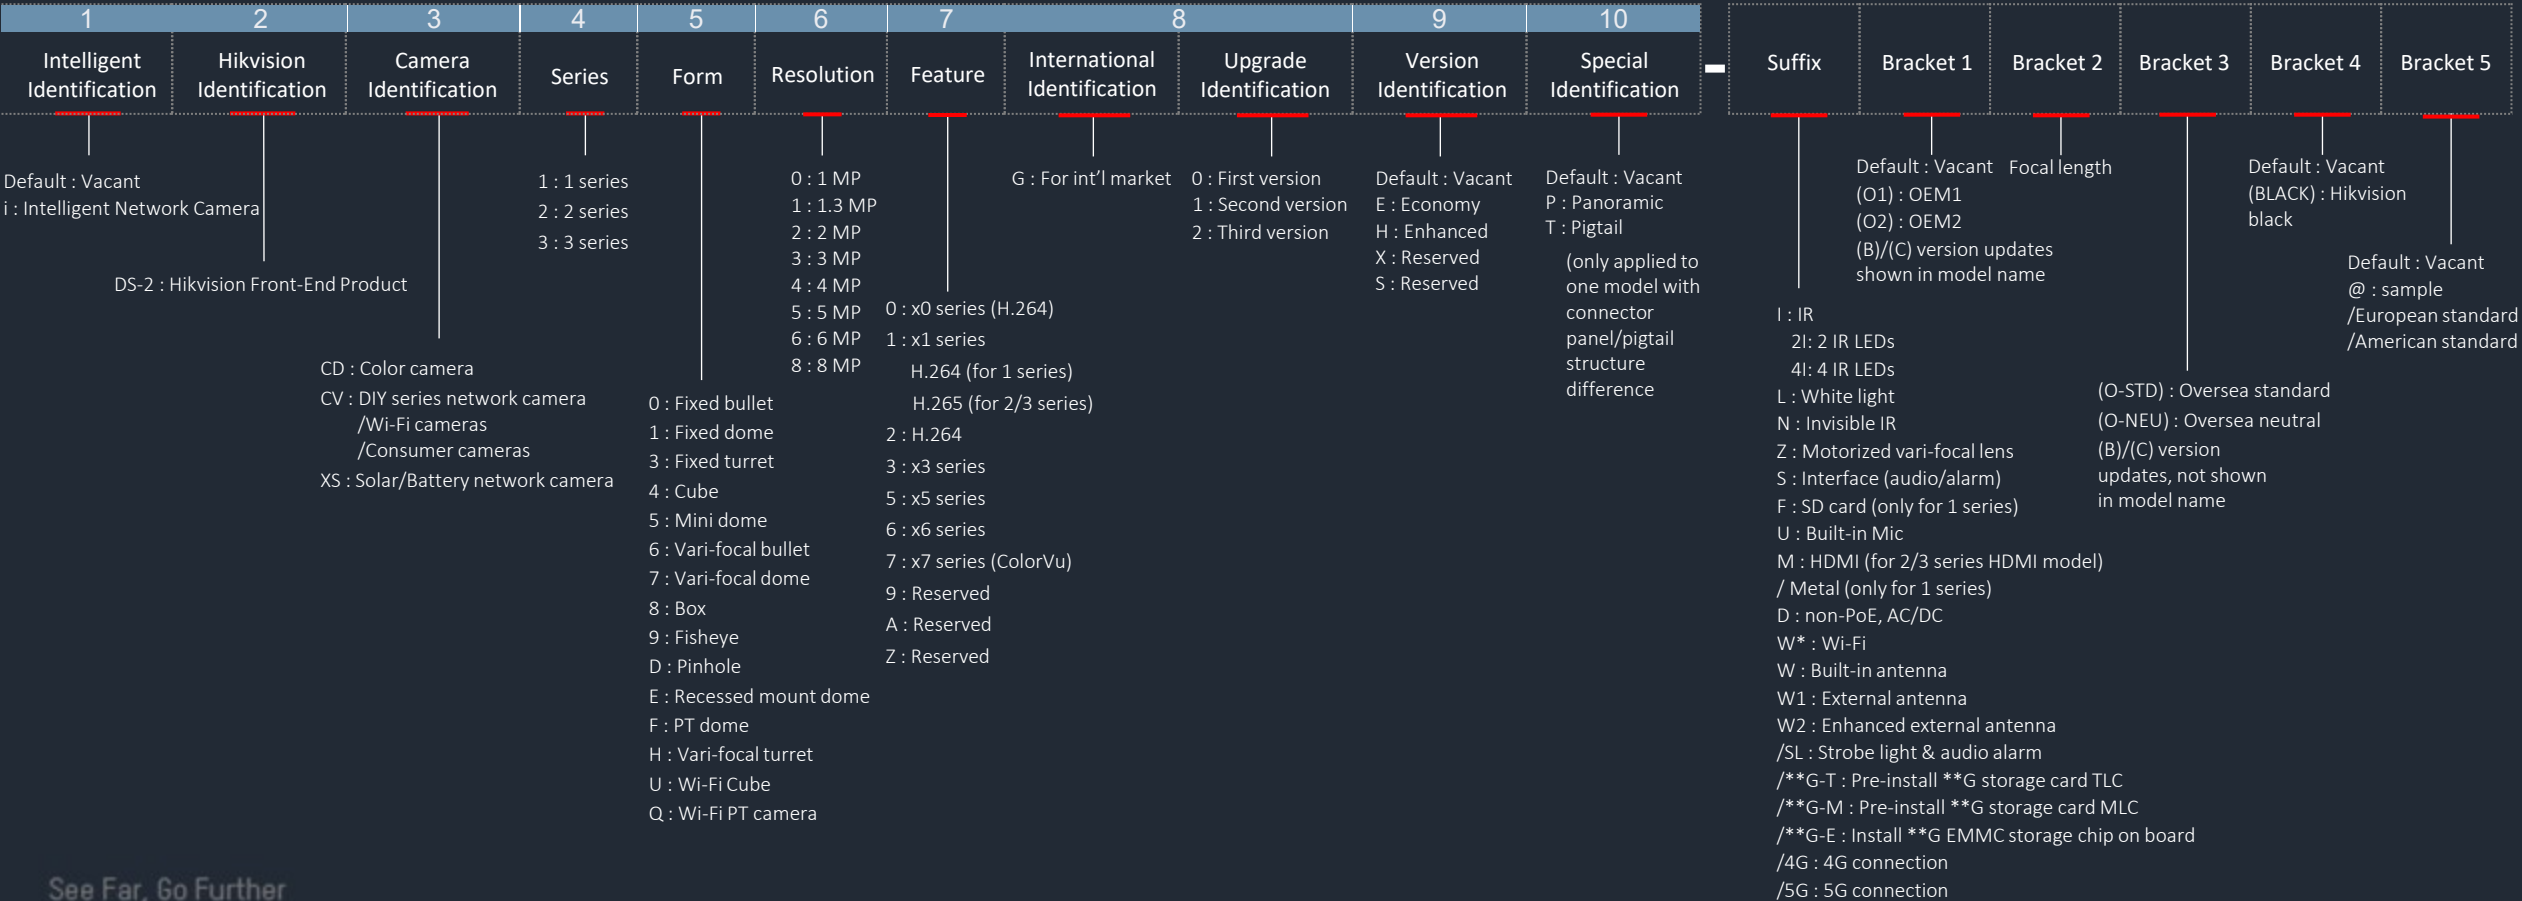 1 2 3 4 5 6 7 8 9 10
Intelligent Identification
Hikvision Identification
Camera Identification
Series
Form
Resolution
Feature
International Identification
Upgrade Identification
Version Identification
Special Identification
-
Suffix
Bracket 1
Bracket 2
Bracket 3
Bracket 4
Bracket 5
Default : Vacant
i : Intelligent Network Camera
DS-2 : Hikvision Front-End Product
CD : Color camera
CV : DIY series network camera
/Wi-Fi cameras
/Consumer cameras
XS : Solar/Battery network camera
1 : 1 series
2 : 2 series
3 : 3 series
0 : Fixed bullet
1 : Fixed dome
3 : Fixed turret
4 : Cube
5 : Mini dome
6 : Vari-focal bullet
7 : Vari-focal dome
8 : Box
9 : Fisheye
D : Pinhole
E : Recessed mount dome
F : PT dome
H : Vari-focal turret
U : Wi-Fi Cube
Q : Wi-Fi PT camera
0 : 1 MP
1 : 1.3 MP
2 : 2 MP
3 : 3 MP
4 : 4 MP
5 : 5 MP
6 : 6 MP
8 : 8 MP
0 : x0 series (H.264)
1 : x1 series
H.264 (for 1 series)
H.265 (for 2/3 series)
2 : H.264
3 : x3 series
5 : x5 series
6 : x6 series
7 : x7 series (ColorVu)
9 : Reserved
A : Reserved
Z : Reserved
G : For int’l market
0 : First version
1 : Second version
2 : Third version
Default : Vacant
E : Economy
H : Enhanced
X : Reserved
S : Reserved
Default : Vacant
P : Panoramic
T : Pigtail
(only applied to
one model with
connector
panel/pigtail
structure
difference
I : IR
2I: 2 IR LEDs
4I: 4 IR LEDs
L : White light
N : Invisible IR
Z : Motorized vari-focal lens
S : Interface (audio/alarm)
F : SD card (only for 1 series)
U : Built-in Mic
M : HDMI (for 2/3 series HDMI model)
/ Metal (only for 1 series)
D : non-PoE, AC/DC
W* : Wi-Fi
W : Built-in antenna
W1 : External antenna
W2 : Enhanced external antenna
/SL : Strobe light & audio alarm
/**G-T : Pre-install **G storage card TLC
/**G-M : Pre-install **G storage card MLC
/**G-E : Install **G EMMC storage chip on board
/4G : 4G connection
/5G : 5G connection
Default : Vacant
(O1) : OEM1
(O2) : OEM2
(B)/(C) version updates
shown in model name
Focal length
(O-STD) : Oversea standard
(O-NEU) : Oversea neutral
(B)/(C) version
updates, not shown
in model name
Default : Vacant
(BLACK) : Hikvision
black
Default : Vacant
@ : sample
/European standard
/American standard
See Far, Go Further